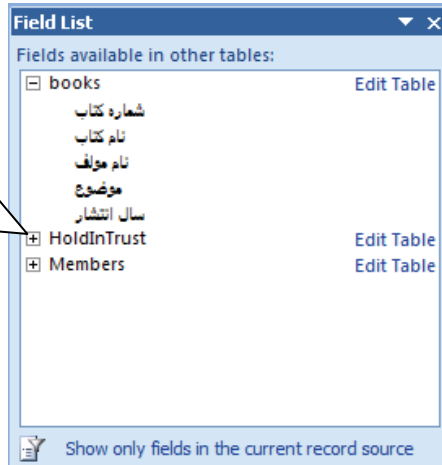 Field List
Fields available in other tables:
books Edit Table
شماره کتاب
نام کتاب
نام مولف
موضوع
سال انتشار
HoldInTrust Edit Table
Members Edit Table
Show only fields in the current record source